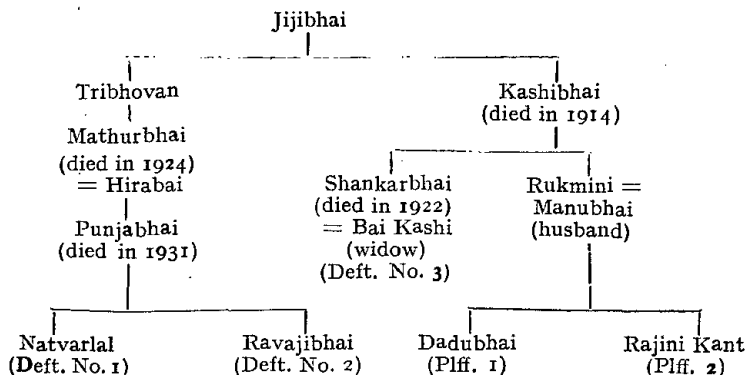 Jijibhai
Tribhovan Kashibhai
(died in 1914)
Mathurbhai
(died in 1924)
= Hirabai
Shankarbhai Rukmini =
(died in 1922) Manubhai
= Bai Kashi (husband)
(widow)
(Deft. No. 3)
Punjabhai
(died in 1931)
Natvarlal Ravajibhai Dadubhai Rajini Kant
(Deft. No. 1) (Deft. No. 2) (Plff. 1) (Plff. 2)